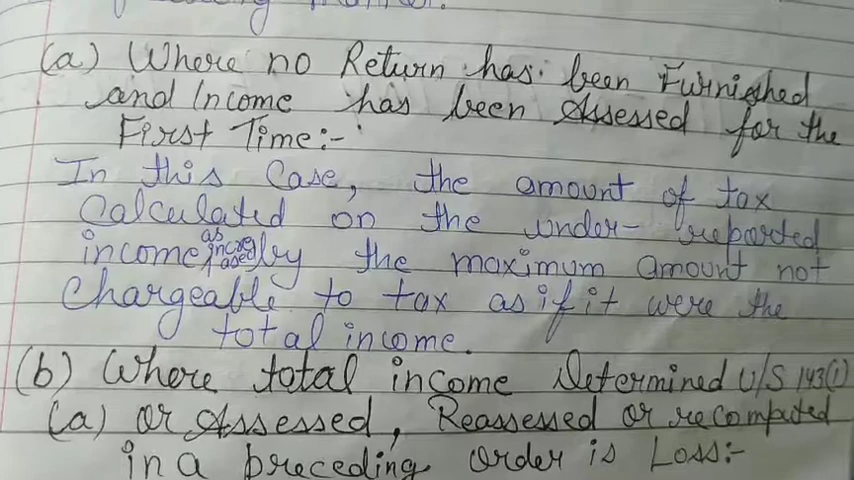 (a) Where no Return has been Furnished
and Income has been Assessed for the
First Time:-
In this Case, the amount of tax
Calculated on the under-reported
income as increased by the maximum amount not
Chargeable to tax as if it were the
total income.
(b) Where total income Determined U/S 143(1)
(a) or Assessed, Reassessed or recomputed
in a preceding order is Loss:-